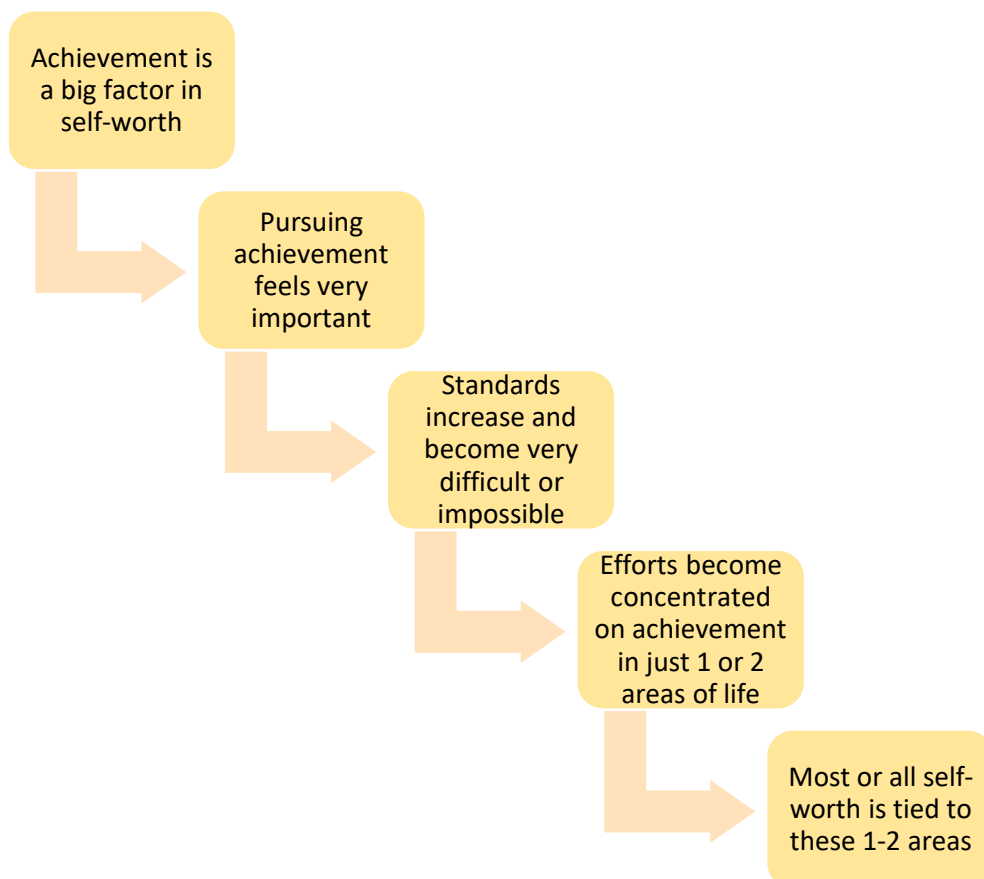 Achievement is
a big factor in
self-worth
Pursuing
achievement
feels very
important
Standards
increase and
become very
difficult or
impossible
Efforts become
concentrated
on achievement
in just 1 or 2
areas of life
Most or all self-
worth is tied to
these 1-2 areas